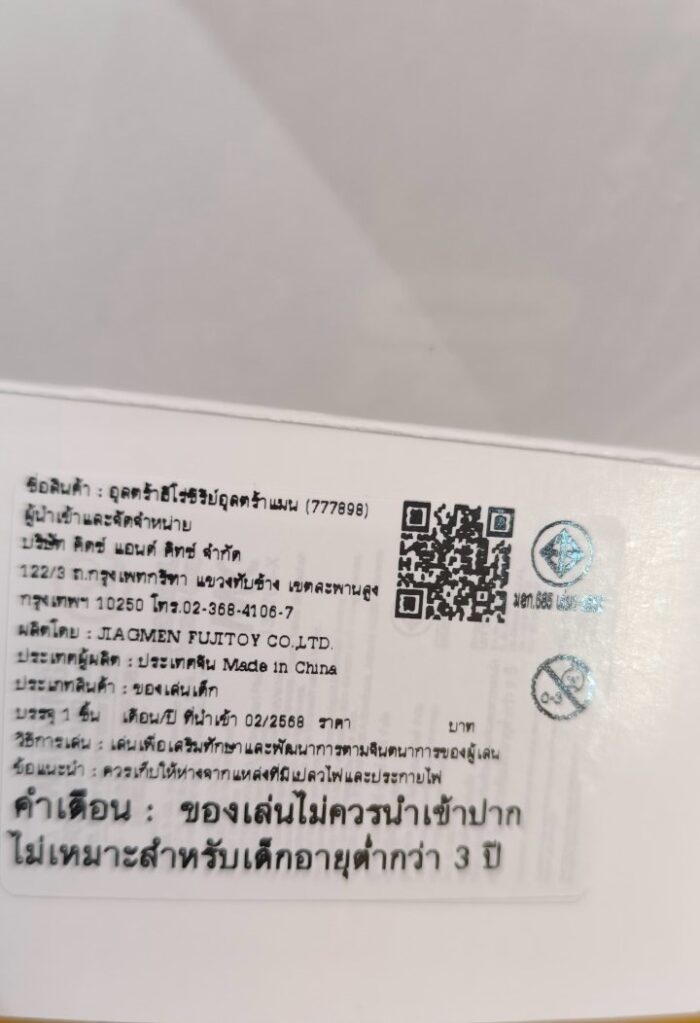 ชื่อสินค้า : อุลตร้าฮีโร่ซีรีย์อุลตร้าแมน (777898)
ผู้นำเข้าและจัดจำหน่าย
บริษัท คิตซ์ แอนด์ คิทซ์ จำกัด
122/3 ถ.กรุงเทพกรีฑา แขวงทับช้าง เขตสะพานสูง
กรุงเทพฯ 10250 โทร.02-368-4106-7
ผลิตโดย : JIAGMEN FUJITOY CO.,LTD.
ประเทศผู้ผลิต : ประเทศจีน Made in China
ประเภทสินค้า : ของเล่นเด็ก
บรรจุ 1 ชิ้น เดือน/ปี ที่นำเข้า 02/2568 ราคา บาท
วิธีการเล่น : เล่นเพื่อเสริมทักษาและพัฒนาการตามจินตนาการของผู้เล่น
ข้อแนะนำ : ควรเก็บให้ห่างจากแหล่งที่มีเปลวไฟและประกายไฟ
คำเตือน : ของเล่นไม่ควรนำเข้าปาก
ไม่เหมาะสำหรับเด็กอายุต่ำกว่า 3 ปี
มอก.685
0-3